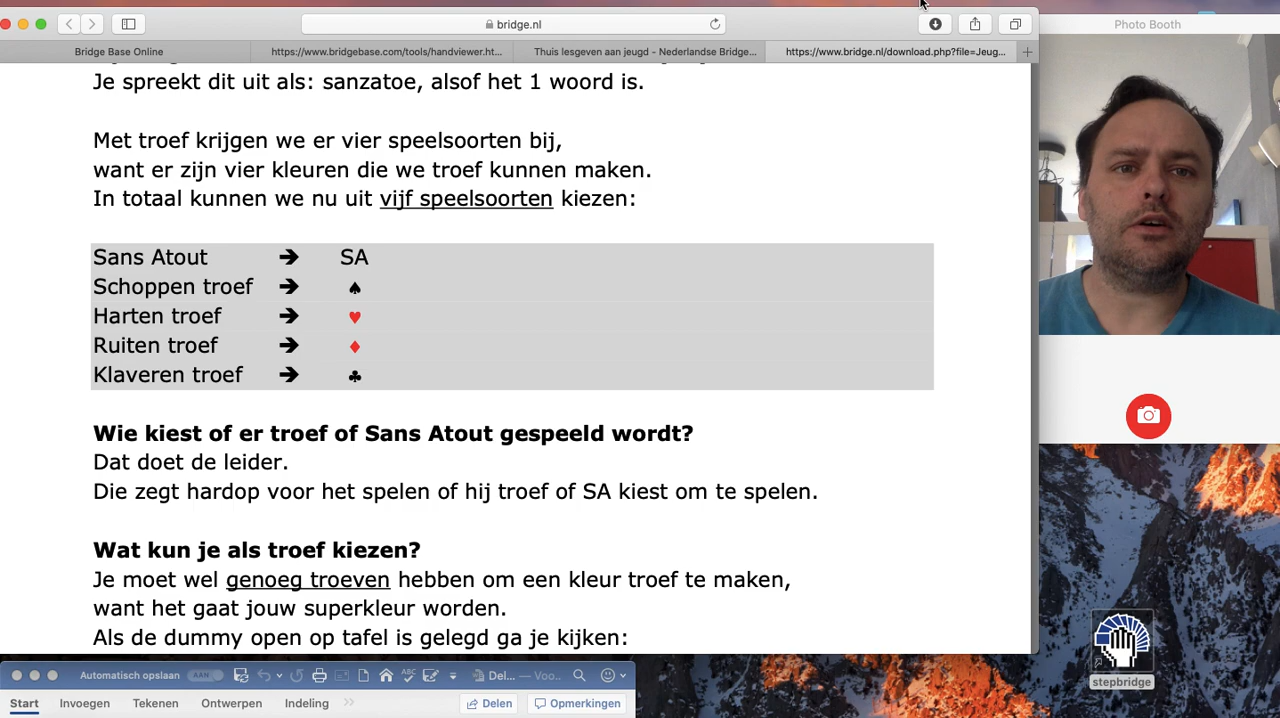 bridge.nl
Photo Booth
Bridge Base Online
https://www.bridgebase.com/tools/handviewer.ht...
Thuis lesgeven aan jeugd - Nederlandse Bridge...
https://www.bridge.nl/download.php?file=Jeug...
Je spreekt dit uit als: sanzatoe, alsof het 1 woord is.
Met troef krijgen we er vier speelsoorten bij,
want er zijn vier kleuren die we troef kunnen maken.
In totaal kunnen we nu uit vijf speelsoorten kiezen:
Sans Atout ➔ SA
Schoppen troef ➔ ♠
Harten troef ➔ ♥
Ruiten troef ➔ ♦
Klaveren troef ➔ ♣
Wie kiest of er troef of Sans Atout gespeeld wordt?
Dat doet de leider.
Die zegt hardop voor het spelen of hij troef of SA kiest om te spelen.
Wat kun je als troef kiezen?
Je moet wel genoeg troeven hebben om een kleur troef te maken,
want het gaat jouw superkleur worden.
Als de dummy open op tafel is gelegd ga je kijken:
stepbridge
Automatisch opslaan AAN ABC Del... — Voo...
Start Invoegen Tekenen Ontwerpen Indeling Delen Opmerkingen